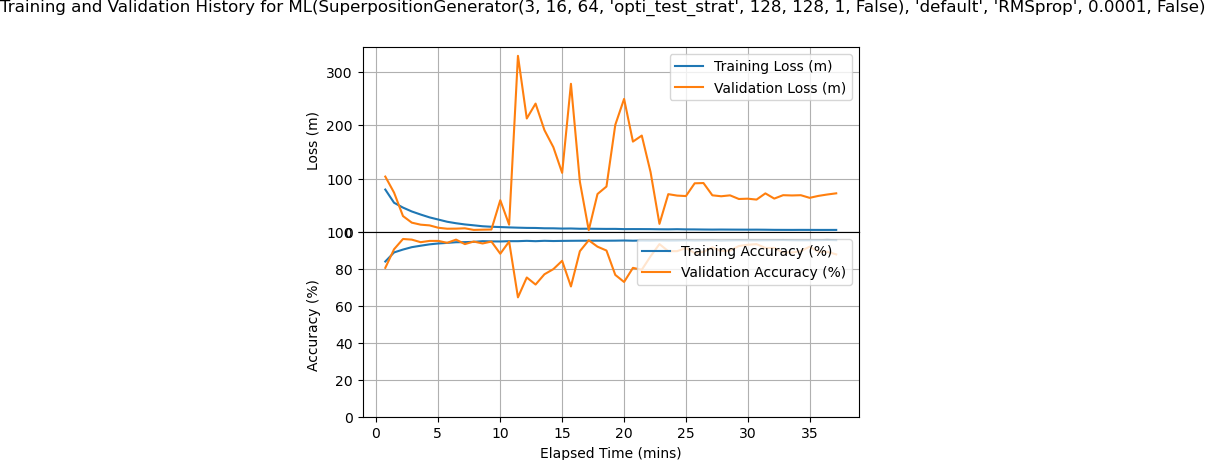 Training and Validation History for ML(SuperpositionGenerator(3, 16, 64, 'opti_test_strat', 128, 128, 1, False), 'default', 'RMSprop', 0.0001, False)
Loss (m)
300
200
100
0
Training Loss (m)
Validation Loss (m)
Accuracy (%)
100
80
60
40
20
0
Training Accuracy (%)
Validation Accuracy (%)
0 5 10 15 20 25 30 35
Elapsed Time (mins)